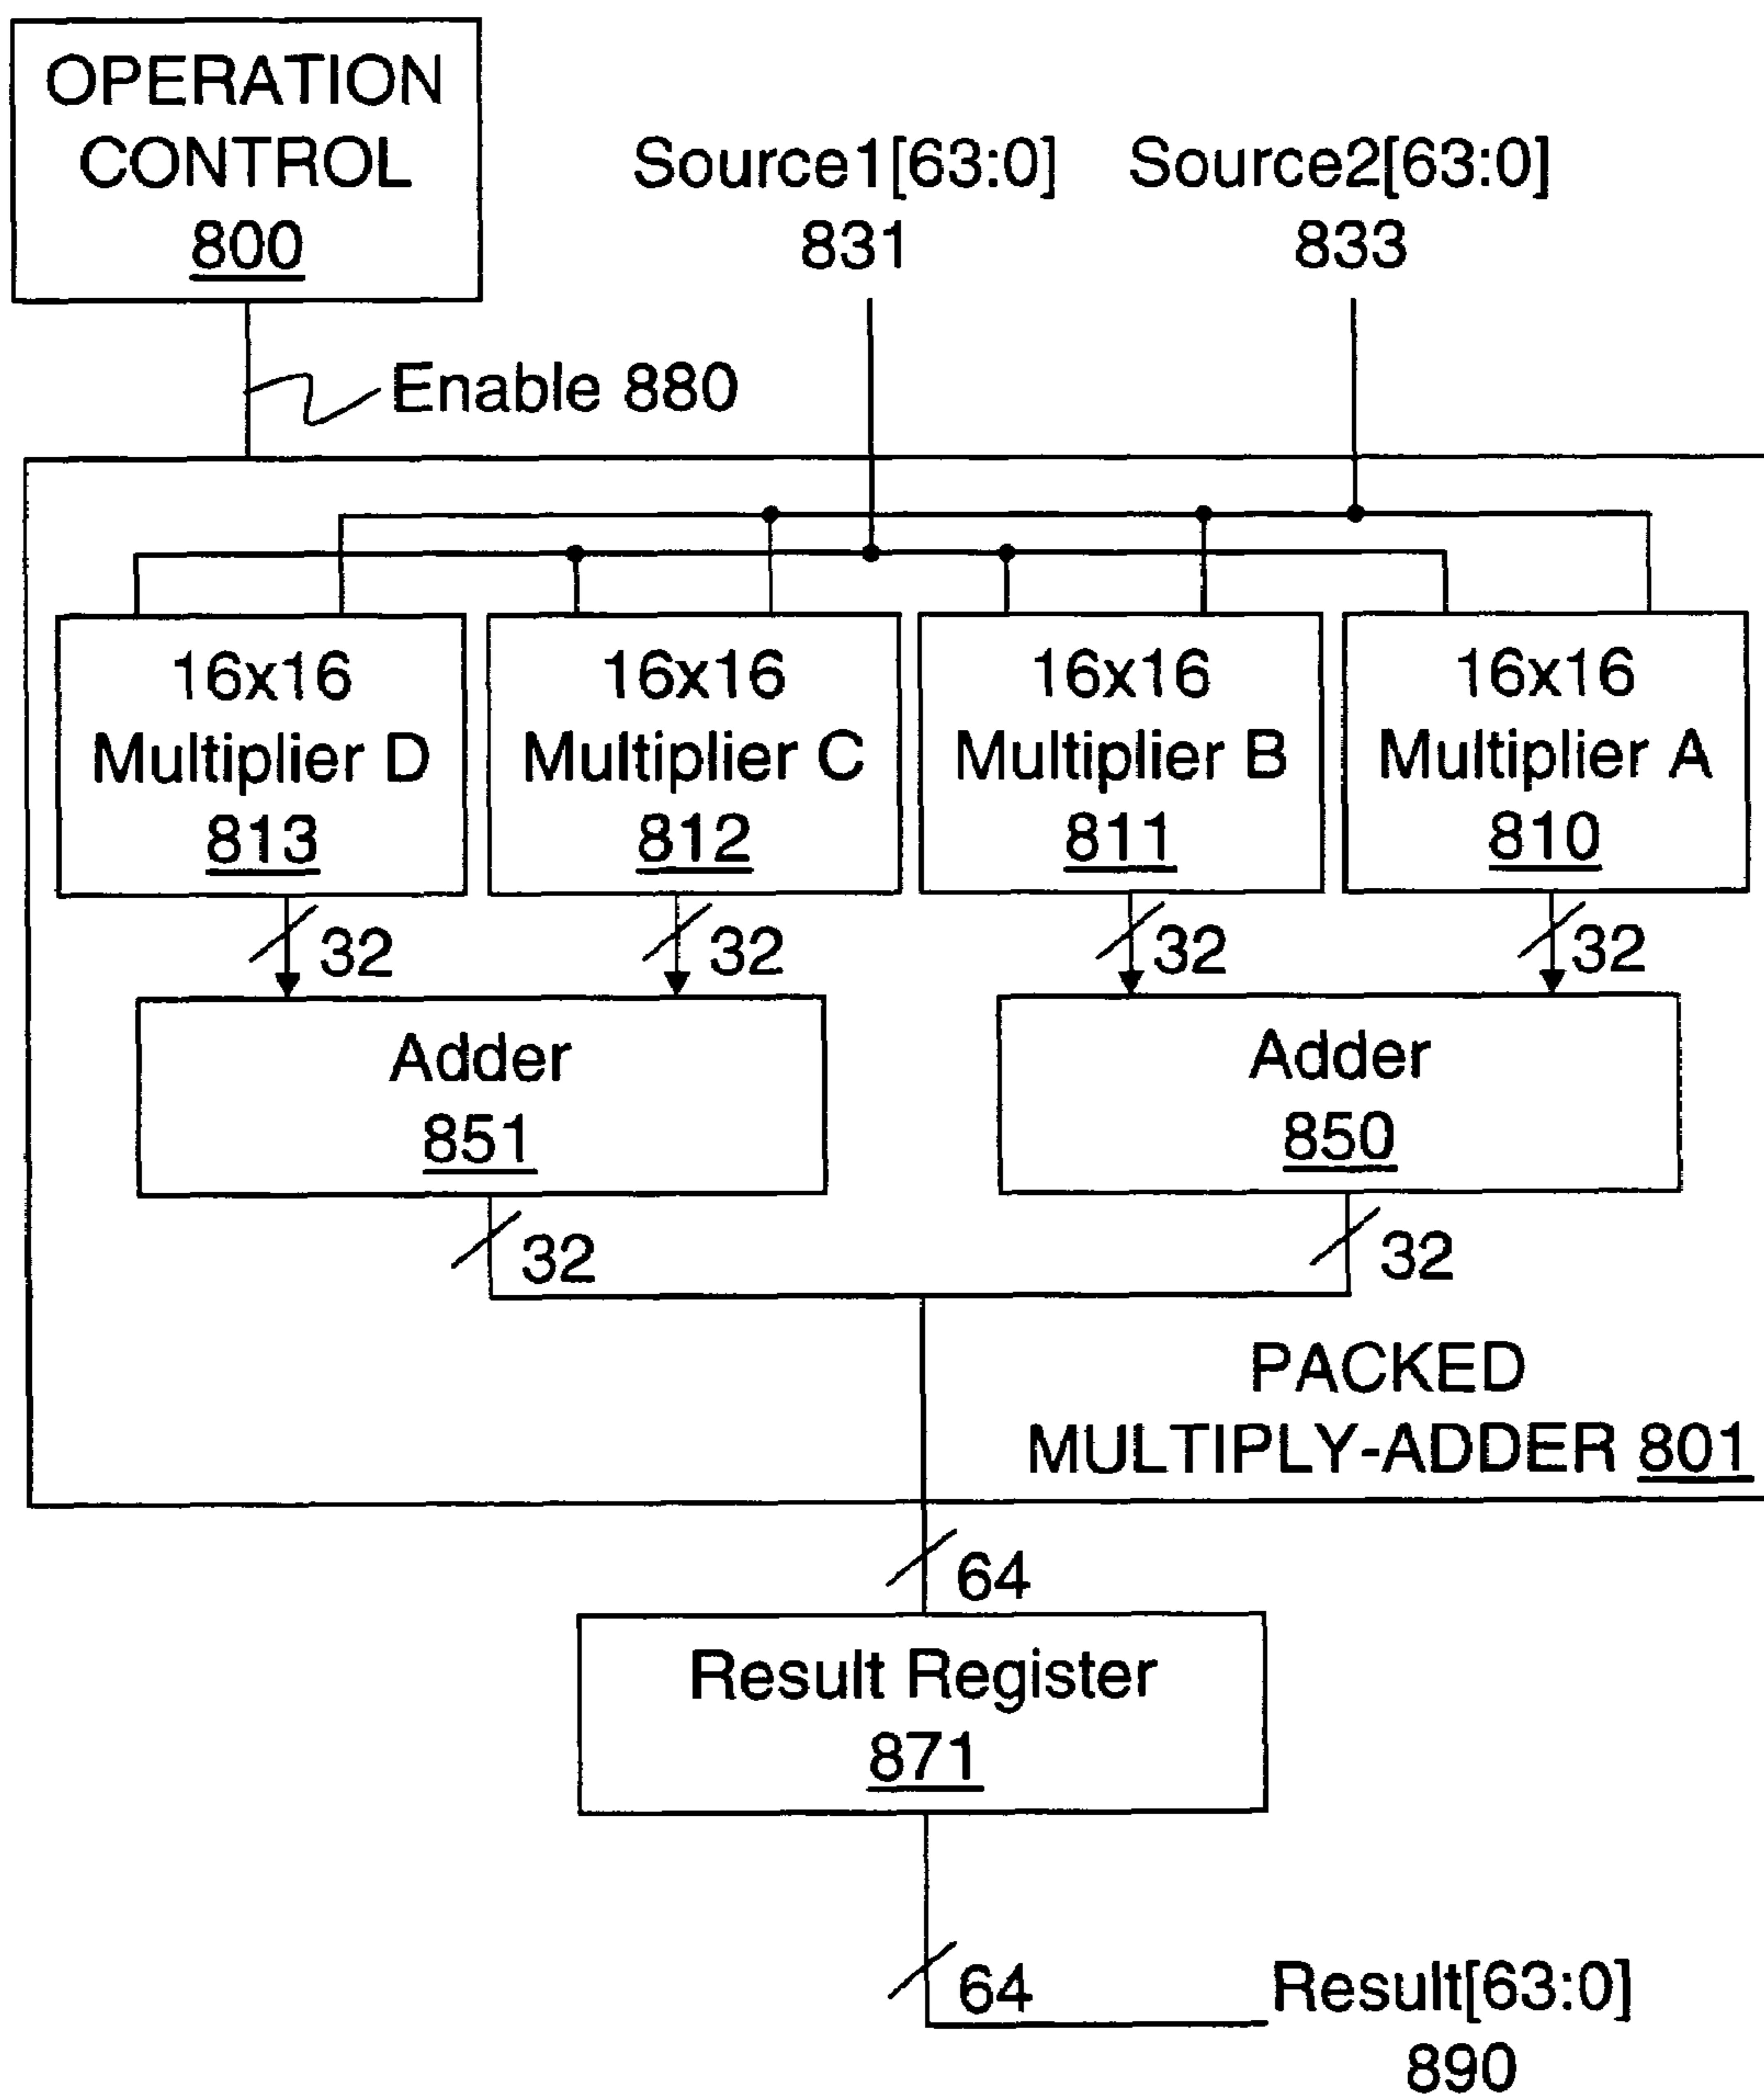 OPERATION
CONTROL
800
Source1[63:0]
831
Source2[63:0]
833
Enable 880
16x16
Multiplier D
813
16x16
Multiplier C
812
16x16
Multiplier B
811
16x16
Multiplier A
810
32
32
32
32
Adder
851
Adder
850
32
32
PACKED
MULTIPLY-ADDER 801
64
Result Register
871
64
Result[63:0]
890